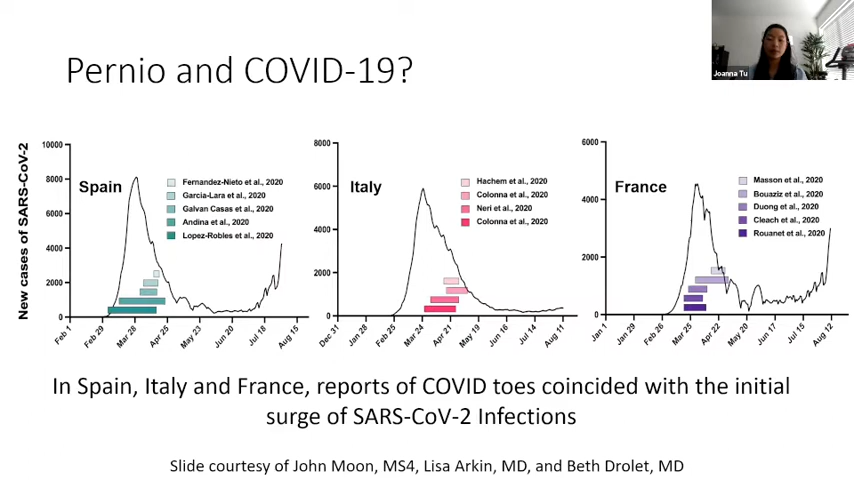 Joanna Tu
Pernio and COVID-19?
New cases of SARS-CoV-2
10000
8000
6000
4000
2000
0
Spain
Fernandez-Nieto et al., 2020
Garcia-Lara et al., 2020
Galvan Casas et al., 2020
Andina et al., 2020
Lopez-Robles et al., 2020
Feb 1
Feb 29
Mar 28
Apr 25
May 23
Jun 20
Jul 18
Aug 15
8000
6000
4000
2000
0
Italy
Hachem et al., 2020
Colonna et al., 2020
Neri et al., 2020
Colonna et al., 2020
Dec 31
Jan 28
Feb 25
Mar 24
Apr 21
May 19
Jun 16
Jul 14
Aug 11
6000
4000
2000
0
France
Masson et al., 2020
Bouaziz et al., 2020
Duong et al., 2020
Cleach et al., 2020
Rouanet et al., 2020
Jan 1
Jan 29
Feb 26
Mar 25
Apr 22
May 20
Jun 17
Jul 15
Aug 12
In Spain, Italy and France, reports of COVID toes coincided with the initial
surge of SARS-CoV-2 Infections
Slide courtesy of John Moon, MS4, Lisa Arkin, MD, and Beth Drolet, MD